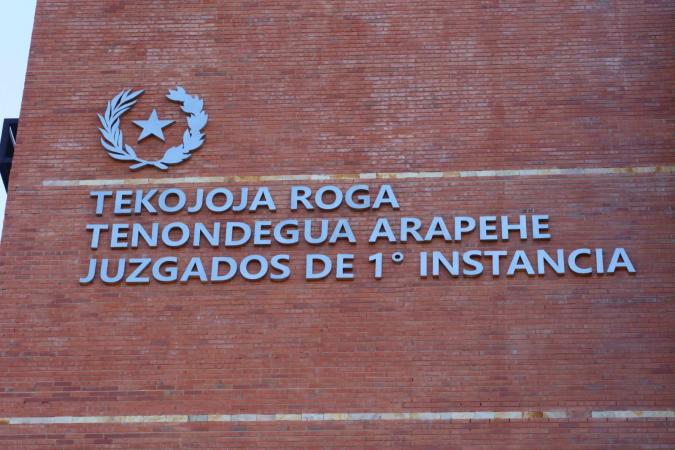 TEKOJOJA ROGA
TENONDEGUA ARAPEHE
JUZGADOS DE 1° INSTANCIA